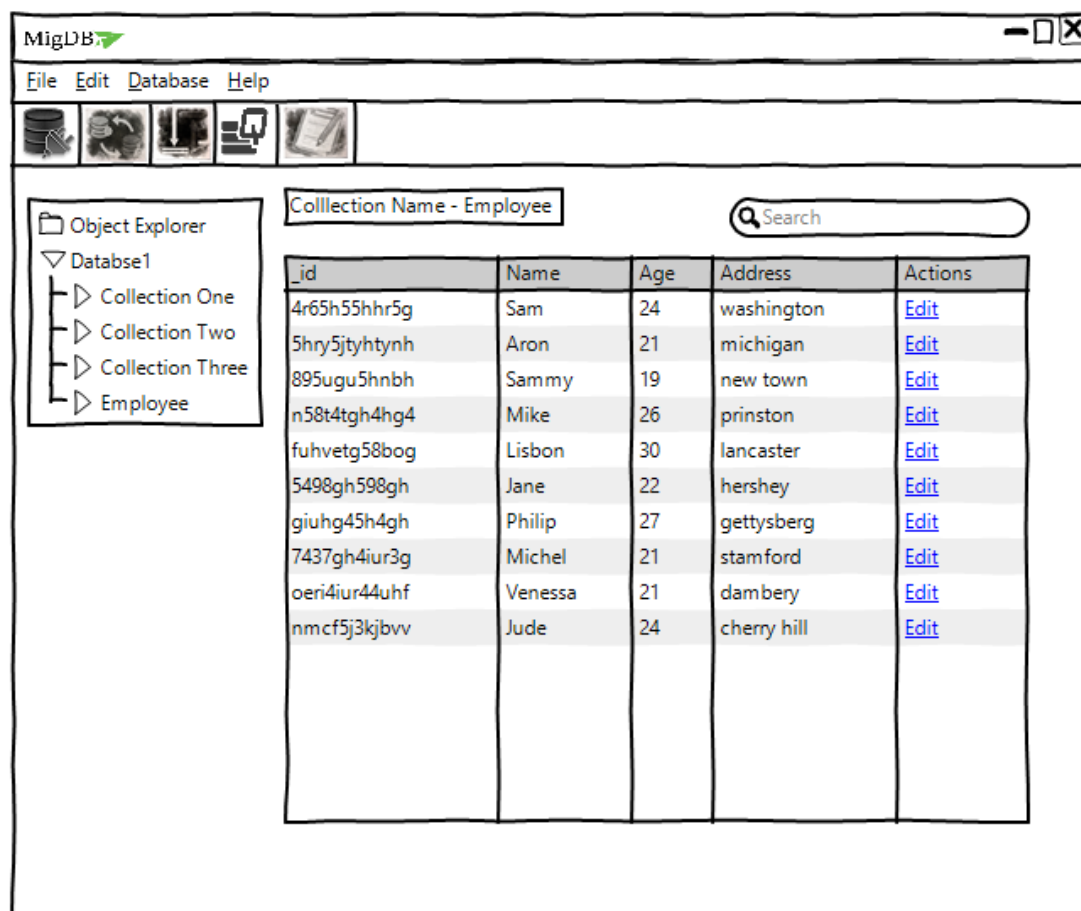 MigDB
File Edit Database Help
Colllection Name - Employee
Search
Object Explorer
Databse1
Collection One
Collection Two
Collection Three
Employee
_id Name Age Address Actions
4r65h55hhr5g Sam 24 washington Edit
5hry5jtyhtynh Aron 21 michigan Edit
895ugu5hnbh Sammy 19 new town Edit
n58t4tgh4hg4 Mike 26 prinston Edit
fuhvetg58bog Lisbon 30 lancaster Edit
5498gh598gh Jane 22 hershey Edit
giuhg45h4gh Philip 27 gettysberg Edit
7437gh4iur3g Michel 21 stamford Edit
oeri4iur44uhf Venessa 21 dambery Edit
nmcf5j3kjbvv Jude 24 cherry hill Edit